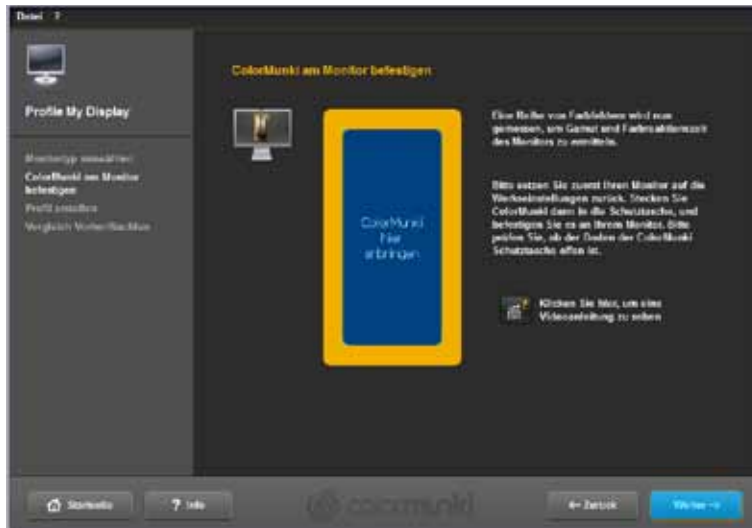 Datei ?
Profile My Display
Monitortyp auswählen
ColorMunki am Monitor
befestigen
Profil erstellen
Vergleich Vorher/Nachher
ColorMunki am Monitor befestigen
ColorMunki
hier
anbringen
Eine Reihe von Farbfeldern wird nun
gemessen, um Gamut und Farbreaktionszeit
des Monitors zu ermitteln.
Bitte setzen Sie zuerst Ihren Monitor auf die
Werkseinstellungen zurück. Stecken Sie
ColorMunki dann in die Schutztasche, und
befestigen Sie es an Ihrem Monitor. Bitte
prüfen Sie, ob der Boden der ColorMunki
Schutztasche offen ist.
Klicken Sie hier, um eine
Videoanleitung zu sehen
Startseite
? Info
colormunki
← Zurück
Weiter →